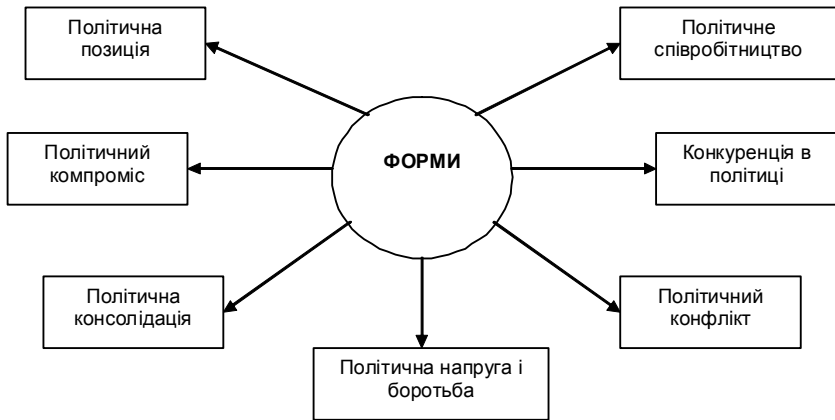 Політична
позиція
Політичне
співробітництво
ФОРМИ
Політичний
компроміс
Конкуренція в
політиці
Політична
консолідація
Політичний
конфлікт
Політична напруга і
боротьба